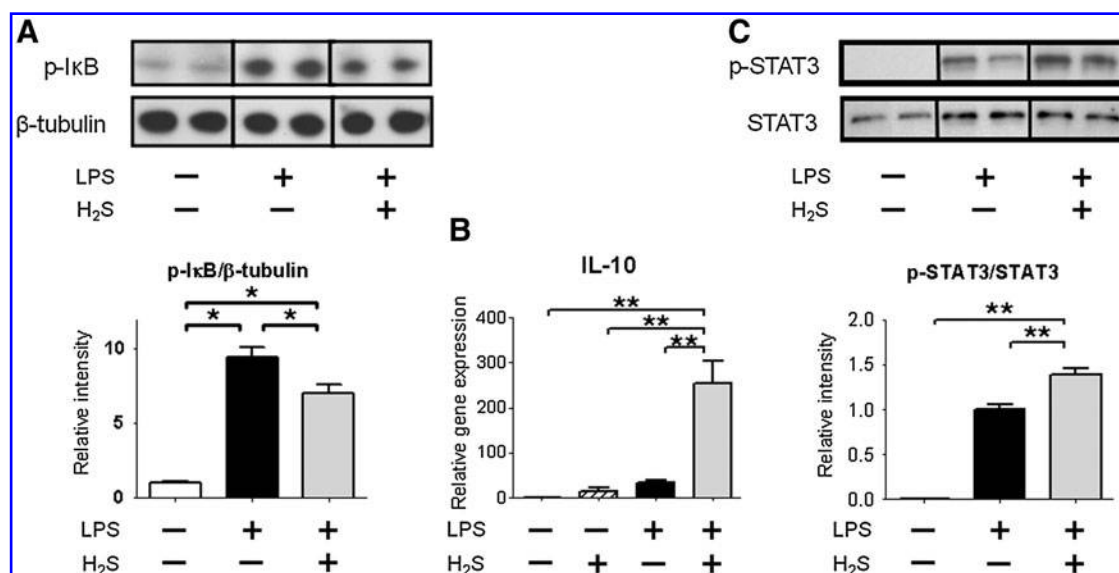 A
p-IκB
β-tubulin
LPS − + +
H₂S − − +
p-IκB/β-tubulin
* 
* *
Relative intensity
10
5
0
LPS − + +
H₂S − − +
B
IL-10
**
**
**
Relative gene expression
400
300
200
100
0
LPS − − + +
H₂S − + − +
C
p-STAT3
STAT3
LPS − + +
H₂S − − +
p-STAT3/STAT3
**
**
Relative intensity
2.0
1.5
1.0
0.5
0.0
LPS − + +
H₂S − − +